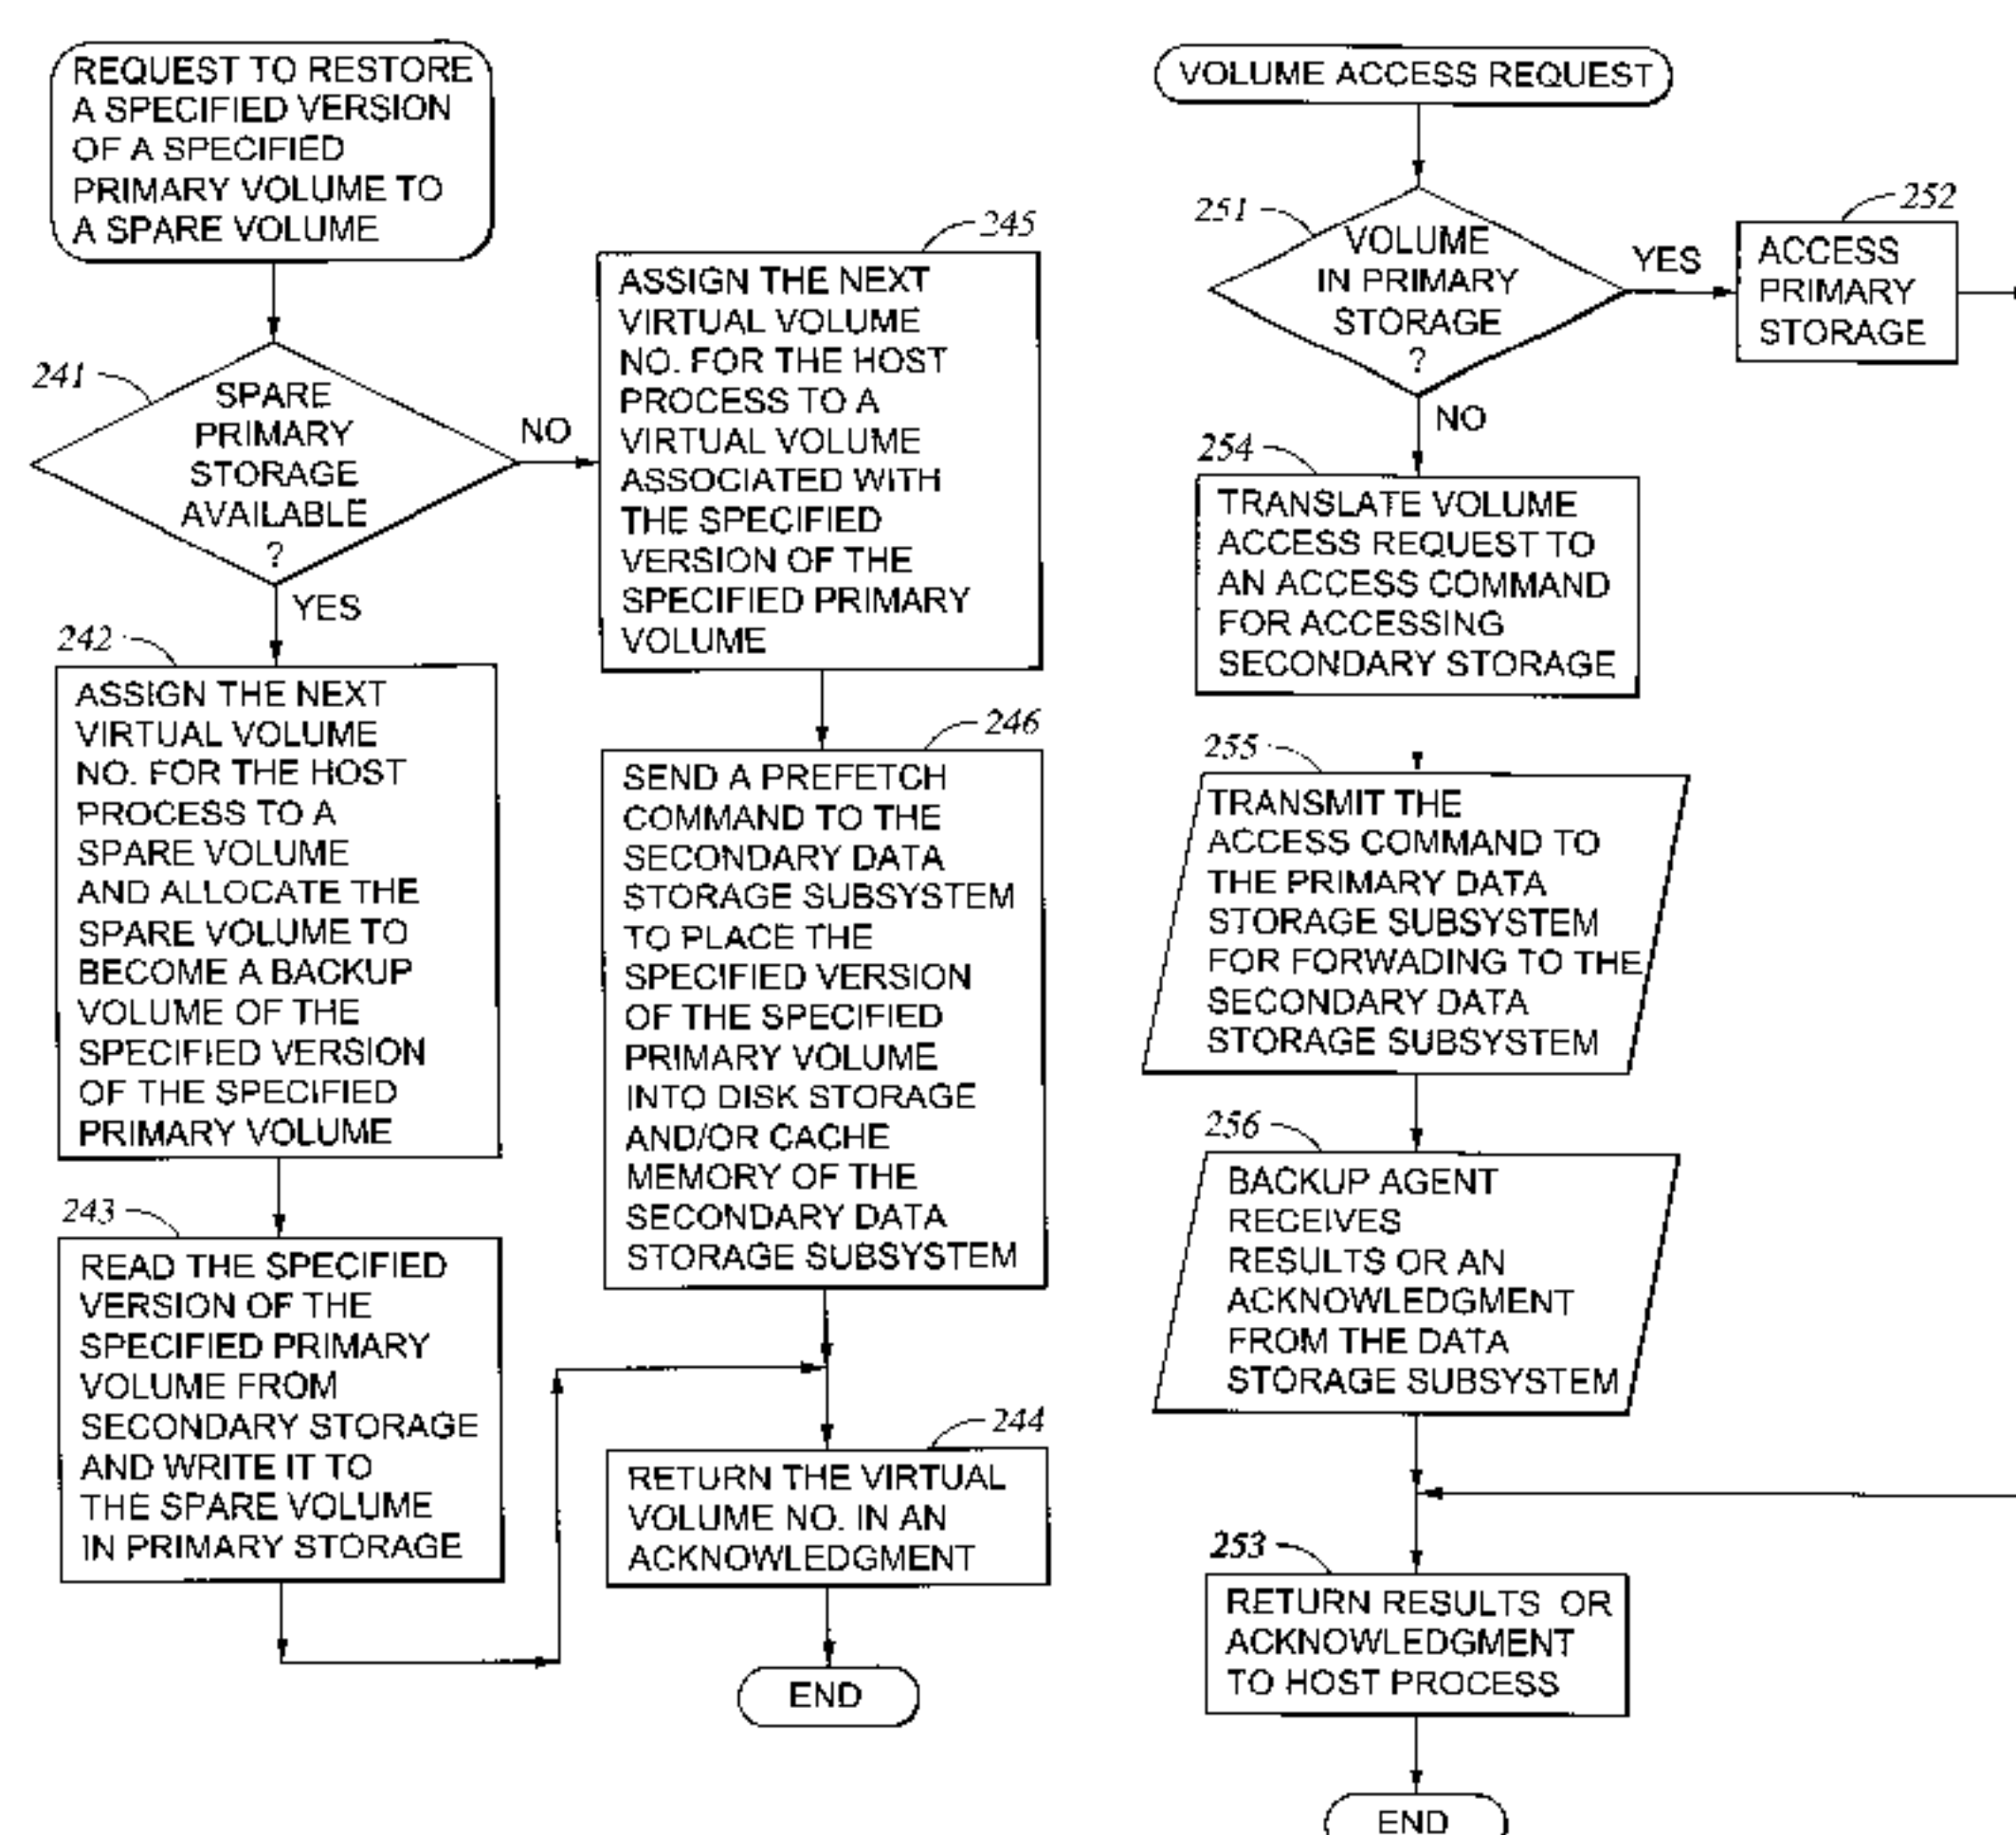 REQUEST TO RESTORE
A SPECIFIED VERSION
OF A SPECIFIED
PRIMARY VOLUME TO
A SPARE VOLUME
241
SPARE
PRIMARY
STORAGE
AVAILABLE
?
NO
YES
242
ASSIGN THE NEXT
VIRTUAL VOLUME
NO. FOR THE HOST
PROCESS TO A
SPARE VOLUME
AND ALLOCATE THE
SPARE VOLUME TO
BECOME A BACKUP
VOLUME OF THE
SPECIFIED VERSION
OF THE SPECIFIED
PRIMARY VOLUME
243
READ THE SPECIFIED
VERSION OF THE
SPECIFIED PRIMARY
VOLUME FROM
SECONDARY STORAGE
AND WRITE IT TO
THE SPARE VOLUME
IN PRIMARY STORAGE
245
ASSIGN THE NEXT
VIRTUAL VOLUME
NO. FOR THE HOST
PROCESS TO A
VIRTUAL VOLUME
ASSOCIATED WITH
THE SPECIFIED
VERSION OF THE
SPECIFIED PRIMARY
VOLUME
246
SEND A PREFETCH
COMMAND TO THE
SECONDARY DATA
STORAGE SUBSYSTEM
TO PLACE THE
SPECIFIED VERSION
OF THE SPECIFIED
PRIMARY VOLUME
INTO DISK STORAGE
AND/OR CACHE
MEMORY OF THE
SECONDARY DATA
STORAGE SUBSYSTEM
244
RETURN THE VIRTUAL
VOLUME NO. IN AN
ACKNOWLEDGMENT
END
VOLUME ACCESS REQUEST
251
VOLUME
IN PRIMARY
STORAGE
?
YES
252
ACCESS
PRIMARY
STORAGE
NO
254
TRANSLATE VOLUME
ACCESS REQUEST TO
AN ACCESS COMMAND
FOR ACCESSING
SECONDARY STORAGE
255
TRANSMIT THE
ACCESS COMMAND TO
THE PRIMARY DATA
STORAGE SUBSYSTEM
FOR FORWADING TO THE
SECONDARY DATA
STORAGE SUBSYSTEM
256
BACKUP AGENT
RECEIVES
RESULTS OR AN
ACKNOWLEDGMENT
FROM THE DATA
STORAGE SUBSYSTEM
253
RETURN RESULTS OR
ACKNOWLEDGMENT
TO HOST PROCESS
END